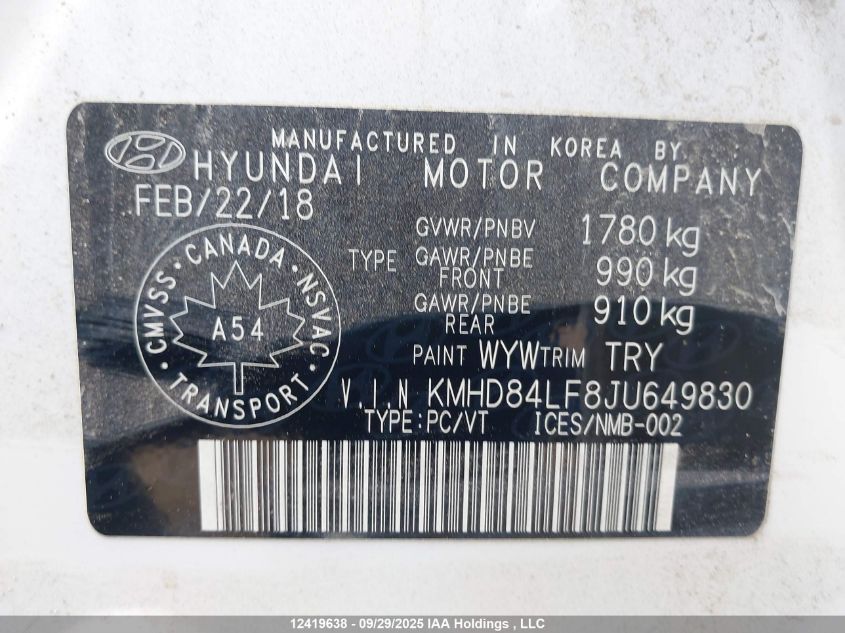 MANUFACTURED IN KOREA BY
HYUNDAI MOTOR COMPANY
FEB/22/18
GVWR/PNBV 1780 kg
TYPE GAWR/PNBE FRONT 990 kg
GAWR/PNBE REAR 910 kg
CMVSS · CANADA · NSVAC · TRANSPORT ·
A54
PAINT WYW TRIM TRY
V.I.N KMHD84LF8JU649830
TYPE:PC/VT ICES/NMB-002
12419638 - 09/29/2025 IAA Holdings , LLC